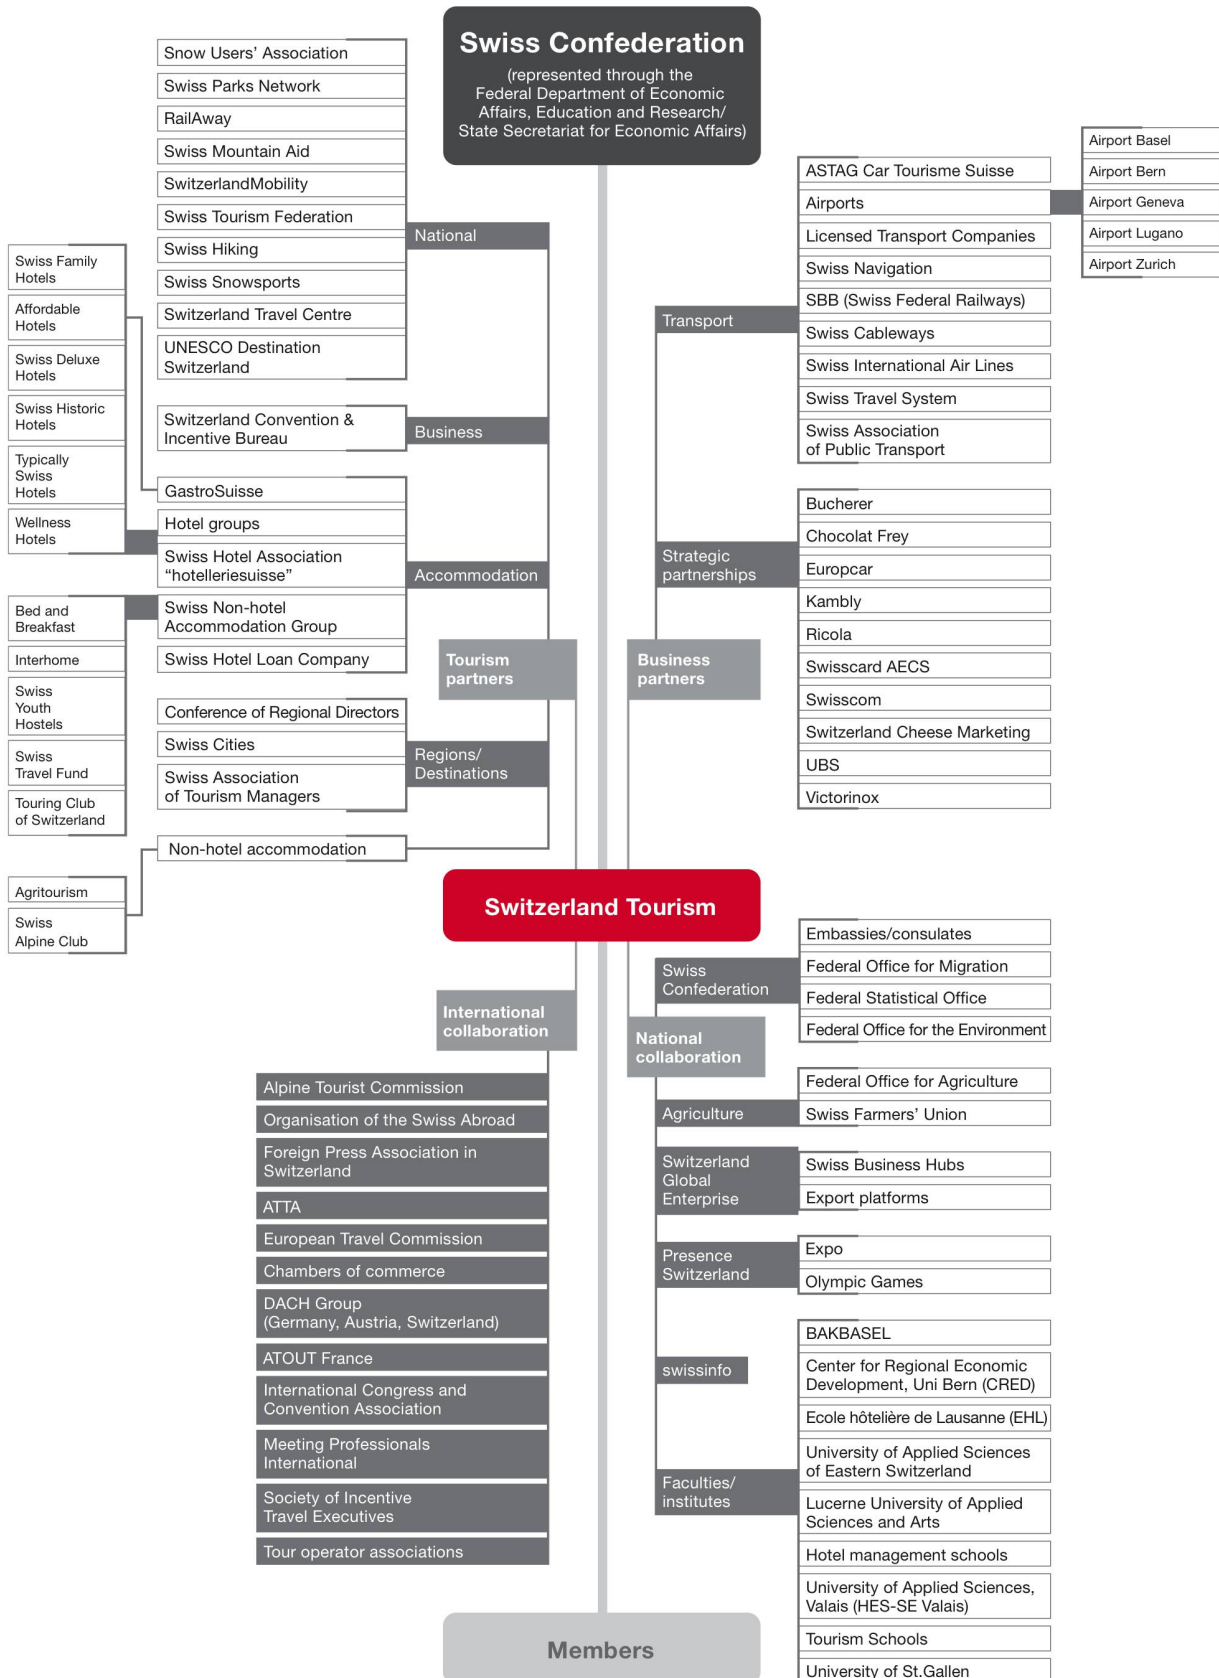 Swiss Confederation
(represented through the
Federal Department of Economic
Affairs, Education and Research/
State Secretariat for Economic Affairs)
Snow Users’ Association
Swiss Parks Network
RailAway
Swiss Mountain Aid
SwitzerlandMobility
Swiss Tourism Federation
Swiss Hiking
Swiss Snowsports
Switzerland Travel Centre
UNESCO Destination
Switzerland
National
Switzerland Convention &
Incentive Bureau
Business
GastroSuisse
Hotel groups
Swiss Hotel Association
“hotelleriesuisse”
Swiss Non-hotel
Accommodation Group
Swiss Hotel Loan Company
Accommodation
Swiss Family
Hotels
Affordable
Hotels
Swiss Deluxe
Hotels
Swiss Historic
Hotels
Typically
Swiss
Hotels
Wellness
Hotels
Bed and
Breakfast
Interhome
Swiss
Youth
Hostels
Swiss
Travel Fund
Touring Club
of Switzerland
Conference of Regional Directors
Swiss Cities
Swiss Association
of Tourism Managers
Regions/
Destinations
Non-hotel accommodation
Agritourism
Swiss
Alpine Club
Tourism
partners
Business
partners
Transport
ASTAG Car Tourisme Suisse
Airports
Licensed Transport Companies
Swiss Navigation
SBB (Swiss Federal Railways)
Swiss Cableways
Swiss International Air Lines
Swiss Travel System
Swiss Association
of Public Transport
Airport Basel
Airport Bern
Airport Geneva
Airport Lugano
Airport Zurich
Strategic
partnerships
Bucherer
Chocolat Frey
Europcar
Kambly
Ricola
Swisscard AECS
Swisscom
Switzerland Cheese Marketing
UBS
Victorinox
Switzerland Tourism
International
collaboration
Alpine Tourist Commission
Organisation of the Swiss Abroad
Foreign Press Association in
Switzerland
ATTA
European Travel Commission
Chambers of commerce
DACH Group
(Germany, Austria, Switzerland)
ATOUT France
International Congress and
Convention Association
Meeting Professionals
International
Society of Incentive
Travel Executives
Tour operator associations
National
collaboration
Swiss
Confederation
Embassies/consulates
Federal Office for Migration
Federal Statistical Office
Federal Office for the Environment
Agriculture
Federal Office for Agriculture
Swiss Farmers’ Union
Switzerland
Global
Enterprise
Swiss Business Hubs
Export platforms
Presence
Switzerland
Expo
Olympic Games
swissinfo
Faculties/
institutes
BAKBASEL
Center for Regional Economic
Development, Uni Bern (CRED)
Ecole hôtelière de Lausanne (EHL)
University of Applied Sciences
of Eastern Switzerland
Lucerne University of Applied
Sciences and Arts
Hotel management schools
University of Applied Sciences,
Valais (HES-SE Valais)
Tourism Schools
University of St.Gallen
Members